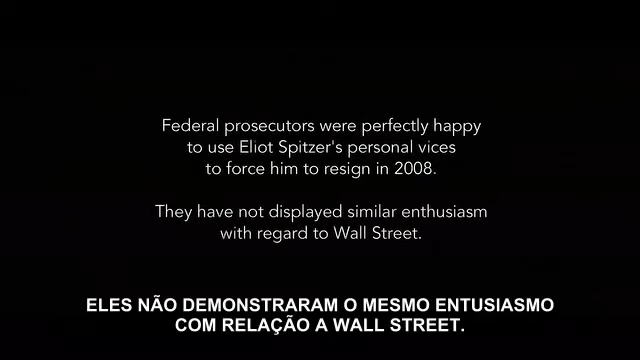 Federal prosecutors were perfectly happy
to use Eliot Spitzer's personal vices
to force him to resign in 2008.
They have not displayed similar enthusiasm
with regard to Wall Street.
ELES NÃO DEMONSTRARAM O MESMO ENTUSIASMO
COM RELAÇÃO A WALL STREET.